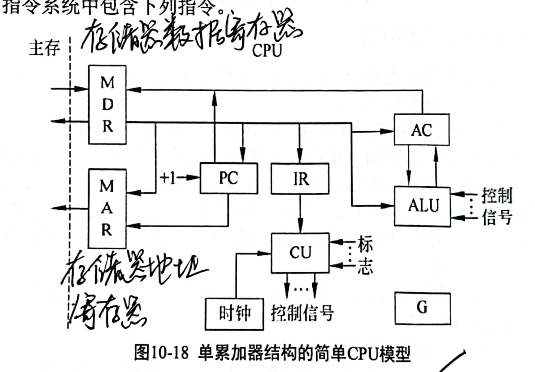 指令系统中包含下列指令。
存储器数据寄存器
主存
CPU
MDR
AC
+1
PC
IR
MAR
ALU
控制
信号
CU
标
志
存储器地址
寄存器
时钟
控制信号
G
图10-18 单累加器结构的简单CPU模型